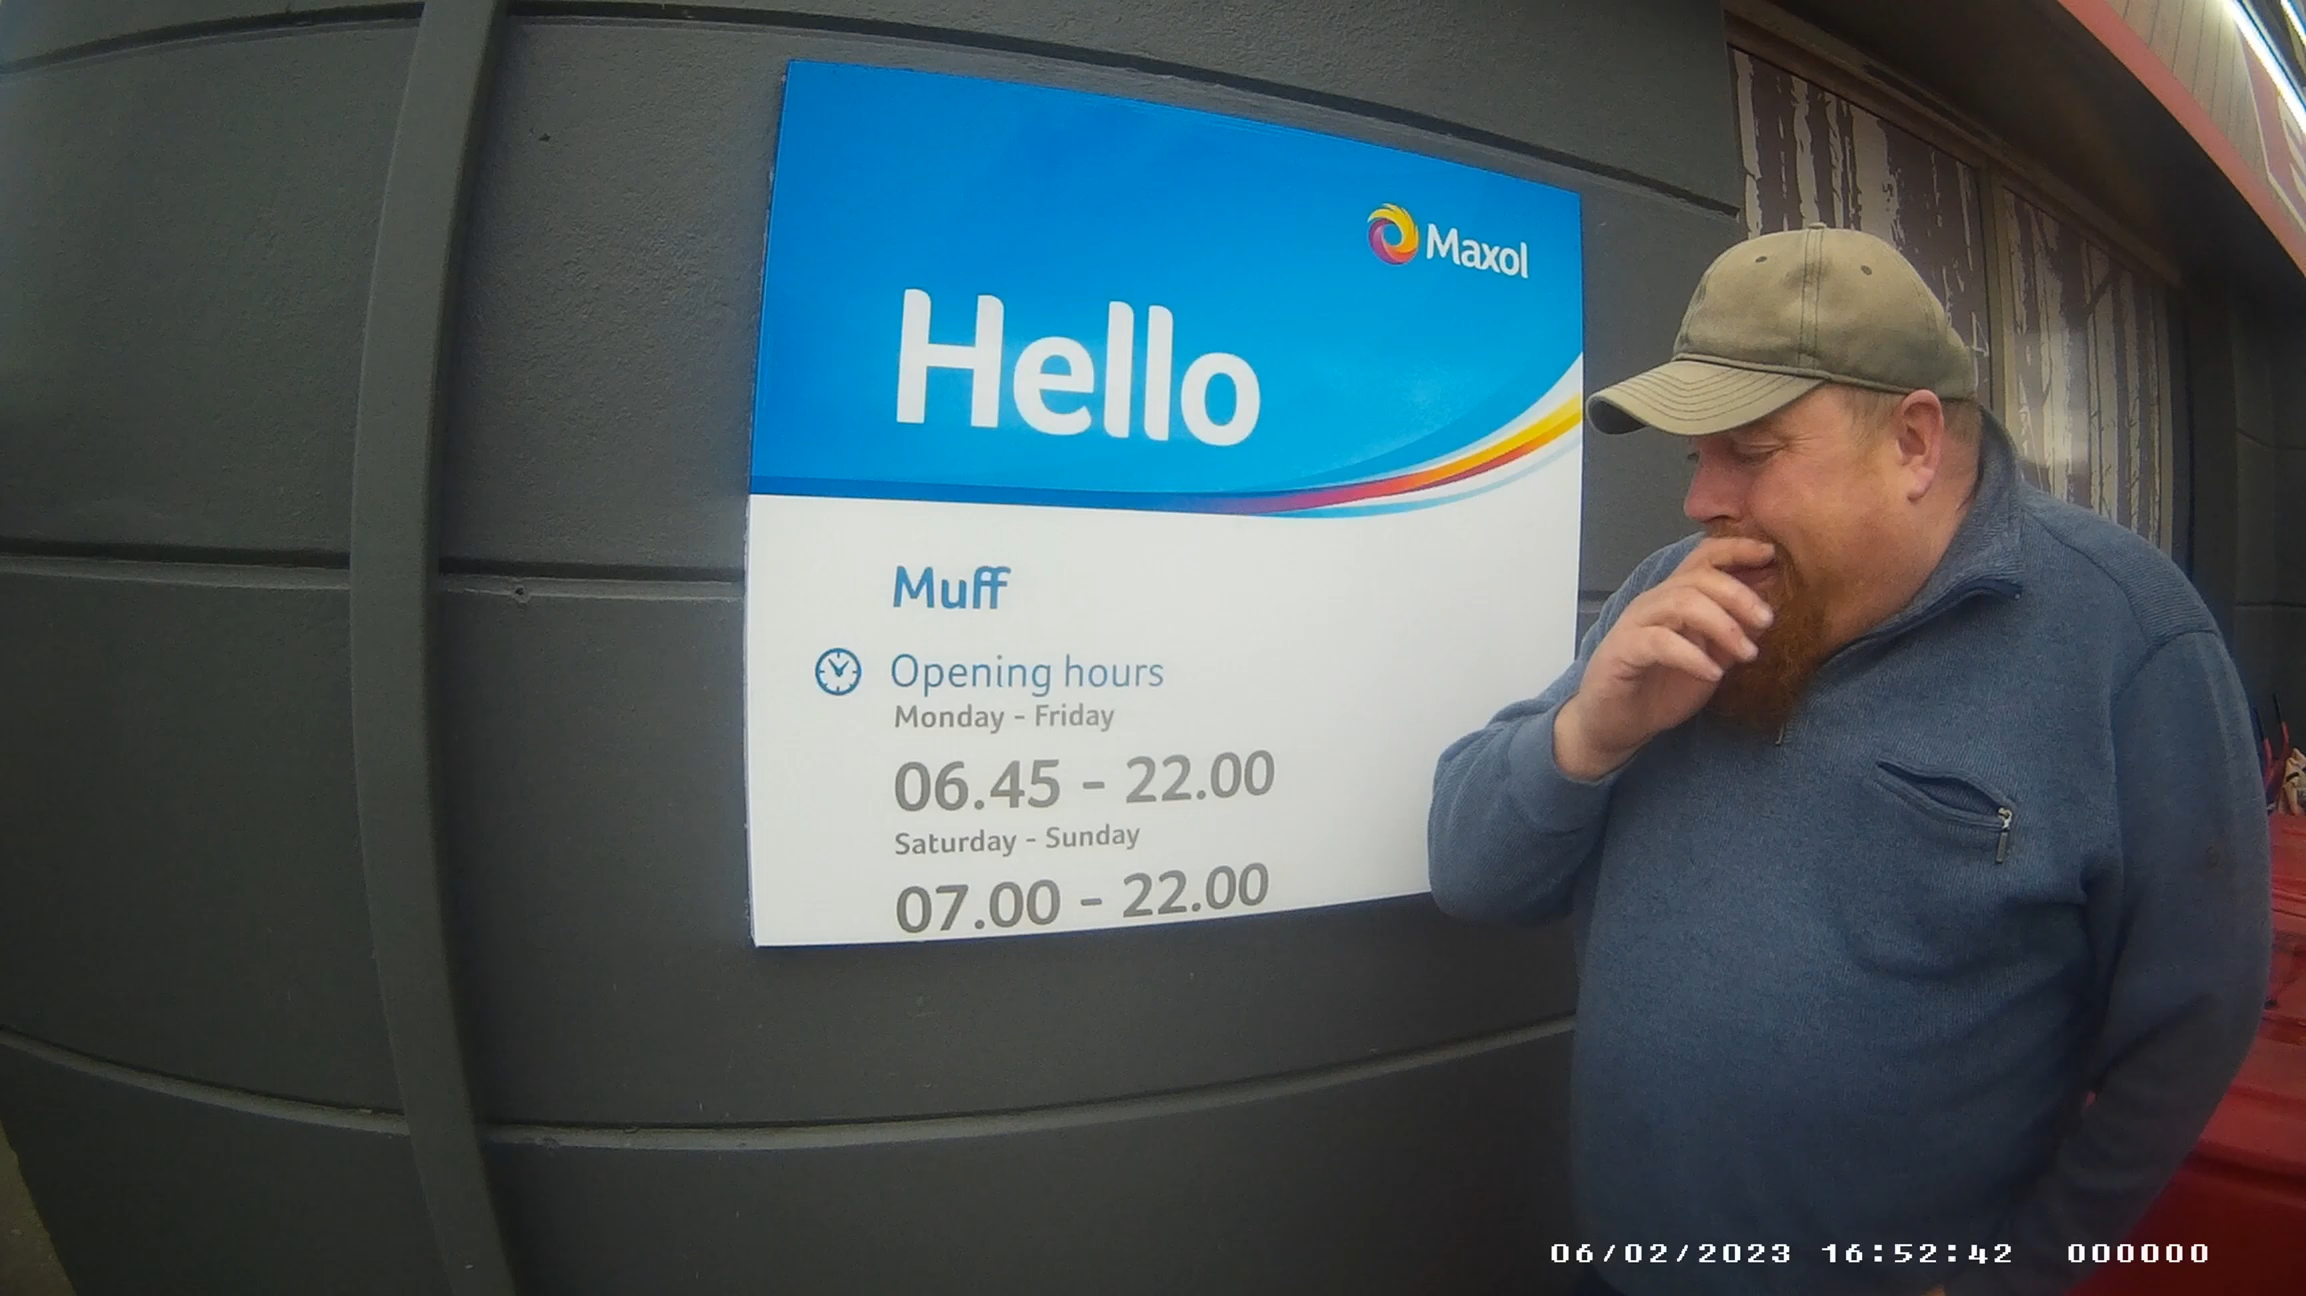 Maxol
Hello
Muff
Opening hours
Monday - Friday
06.45 - 22.00
Saturday - Sunday
07.00 - 22.00
06/02/2023 16:52:42 000000